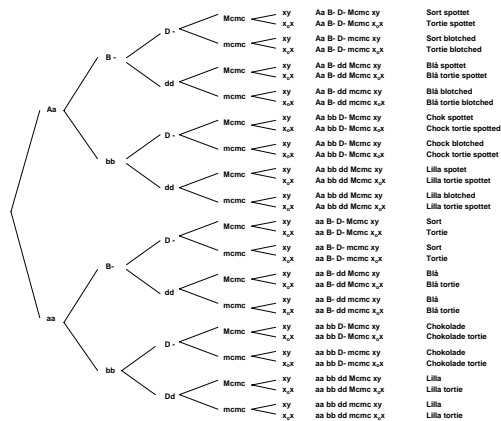 xy Aa B- D- Mcmc xy Sort spottet
Mcmc
xₒx Aa B- D- Mcmc xₒx Tortie spottet
D -
xy Aa B- D- mcmc xy Sort blotched
mcmc
xₒx Aa B- D- mcmc xₒx Tortie blotched
B -
xy Aa B- dd Mcmc xy Blå spottet
Mcmc
xₒx Aa B- dd Mcmc xₒx Blå tortie spottet
dd
xy Aa B- dd mcmc xy Blå blotched
mcmc
xₒx Aa B- dd mcmc xₒx Blå tortie blotched
Aa
xy Aa bb D- Mcmc xy Chok spottet
Mcmc
xₒx Aa bb D- Mcmc xₒx Chock tortie spotted
D -
xy Aa bb D- mcmc xy Chock blotched
mcmc
xₒx Aa bb D- Mcmc xₒx Chock tortie spottet
bb
xy Aa bb dd Mcmc xy Lilla spotet
Mcmc
xₒx Aa bb dd Mcmc xₒx Lilla tortie spottet
dd
xy Aa bb dd Mcmc xy Lilla blotched
mcmc
xₒx Aa bb dd Mcmc xₒx Lilla tortie spottet
xy aa B- D- Mcmc xy Sort
Mcmc
xₒx aa B- D- Mcmc xₒx Tortie
D -
xy aa B- D- mcmc xy Sort
mcmc
xₒx aa B- D- mcmc xₒx Tortie
B-
xy aa B- dd Mcmc xy Blå
Mcmc
xₒx aa B- dd Mcmc xₒx Blå tortie
dd
xy aa B- dd mcmc xy Blå
mcmc
xₒx aa B- dd mcmc xₒx Blå tortie
aa
xy aa bb D- Mcmc xy Chokolade
Mcmc
xₒx aa bb D- Mcmc xₒx Chokolade tortie
D -
xy aa bb D- mcmc xy Chokolade
mcmc
xₒx aa bb D- mcmc xₒx Chokolade tortie
bb
xy aa bb dd Mcmc xy Lilla
Mcmc
xₒx aa bb dd Mcmc xₒx Lilla tortie
Dd
xy aa bb dd mcmc xy Lilla
mcmc
xₒx aa bb dd mcmc xₒx Lilla tortie